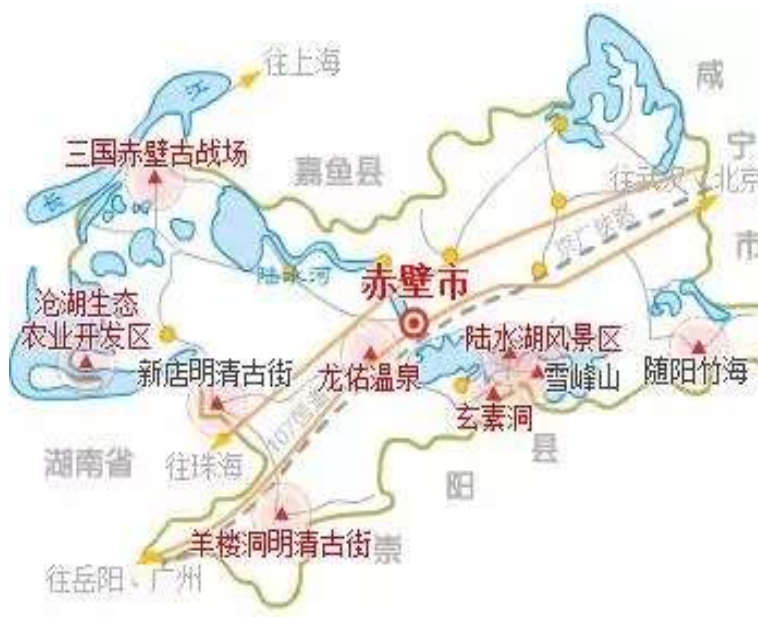 往上海
江
咸
三国赤壁古战场
嘉鱼县
宁
往武汉、北京
长
京广铁路
市
陆水河
赤壁市
沧湖生态
农业开发区
陆水湖风景区
新店明清古街
龙佑温泉
雪峰山
随阳竹海
玄素洞
107国道
湖南省
往珠海
县
阳
羊楼洞明清古街
崇
往岳阳、广州